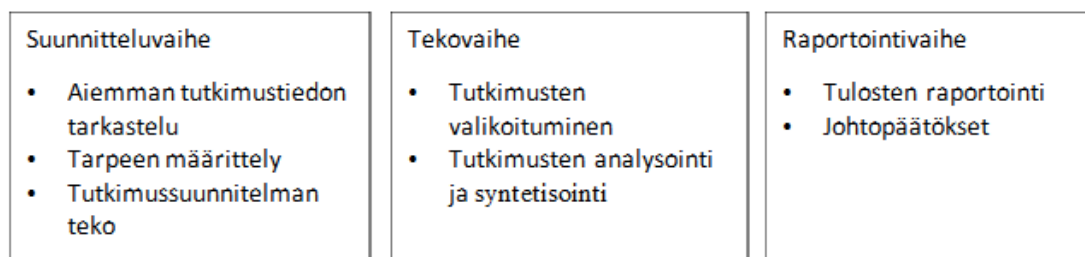 Suunnitteluvaihe
• Aiemman tutkimustiedon
tarkastelu
• Tarpeen määrittely
• Tutkimussuunnitelman
teko
Tekovaihe
• Tutkimusten
valikoituminen
• Tutkimusten analysointi
ja syntetisointi
Raportointivaihe
• Tulosten raportointi
• Johtopäätökset